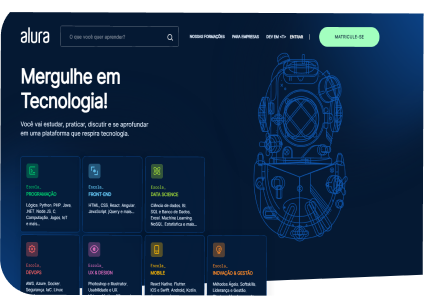 alura
O que você quer aprender?
NOSSAS FORMAÇÕES
PARA EMPRESAS
DEV EM </>
ENTRAR
MATRICULE-SE
Mergulhe em
Tecnologia!
Você vai estudar, praticar, discutir e se aprofundar
em uma plataforma que respira tecnologia.
Escola_
PROGRAMAÇÃO
Lógica, Python, PHP, Java,
.NET, Node JS, C,
Computação, Jogos, IoT
e mais...
Escola_
FRONT-END
HTML, CSS, React, Angular,
JavaScript, jQuery e mais...
Escola_
DATA SCIENCE
Ciência de dados, BI,
SQL e Banco de Dados,
Excel, Machine Learning,
NoSQL, Estatística e mais...
Escola_
DEVOPS
AWS, Azure, Docker,
Segurança, IaC, Linux
Escola_
UX & DESIGN
Photoshop e Illustrator,
Usabilidade e UX
Escola_
MOBILE
React Native, Flutter,
iOS e Swift, Android, Kotlin,
Escola_
INOVAÇÃO & GESTÃO
Métodos Ágeis, Softskills,
Liderança e Gestão